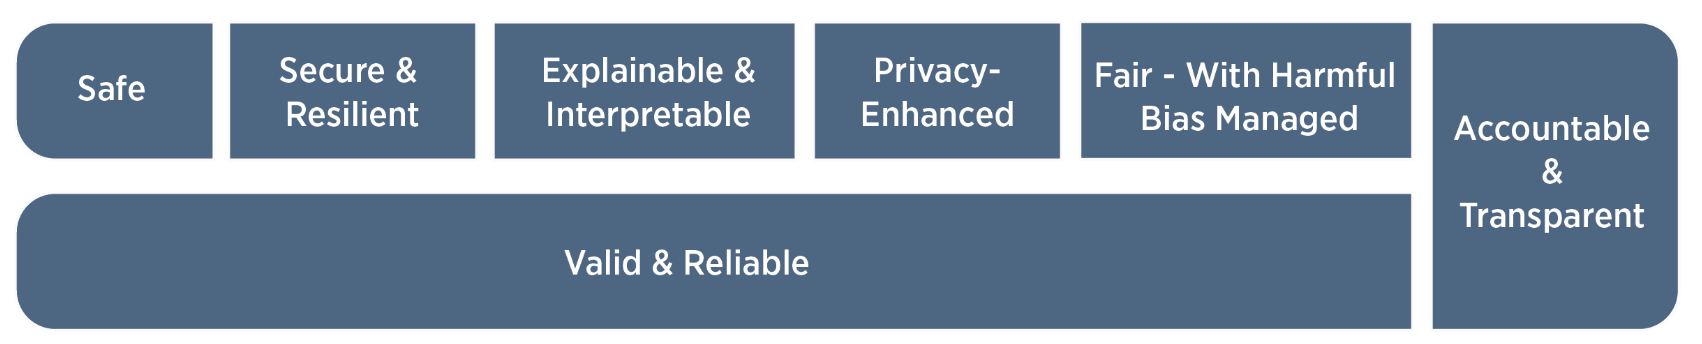 Safe
Secure &
Resilient
Explainable &
Interpretable
Privacy-
Enhanced
Fair - With Harmful
Bias Managed
Accountable
&
Transparent
Valid & Reliable